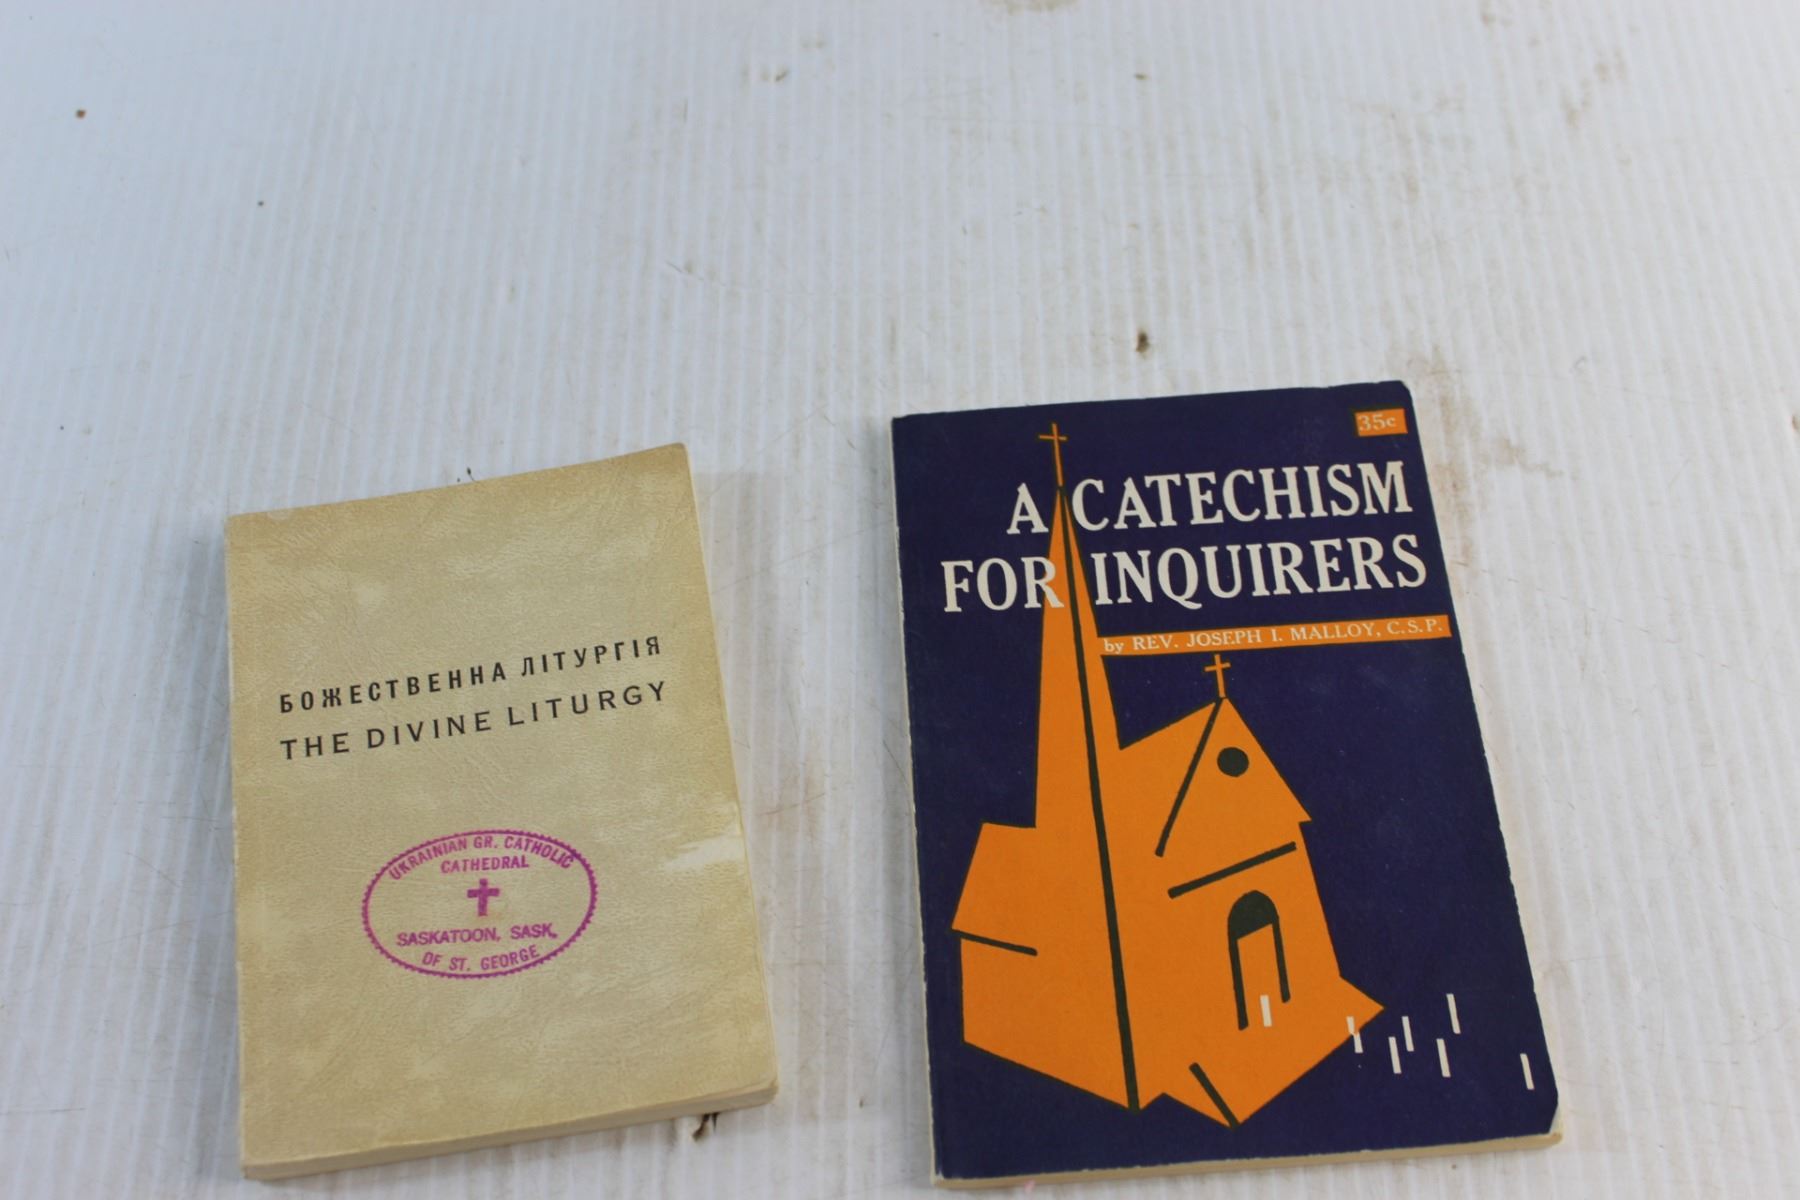 БОЖЕСТВЕННА ЛІТУРГІЯ
THE DIVINE LITURGY
UKRAINIAN GR. CATHOLIC
CATHEDRAL
SASKATOON, SASK.
OF ST. GEORGE
35c
A CATECHISM
FOR INQUIRERS
by REV. JOSEPH I. MALLOY, C.S.P.